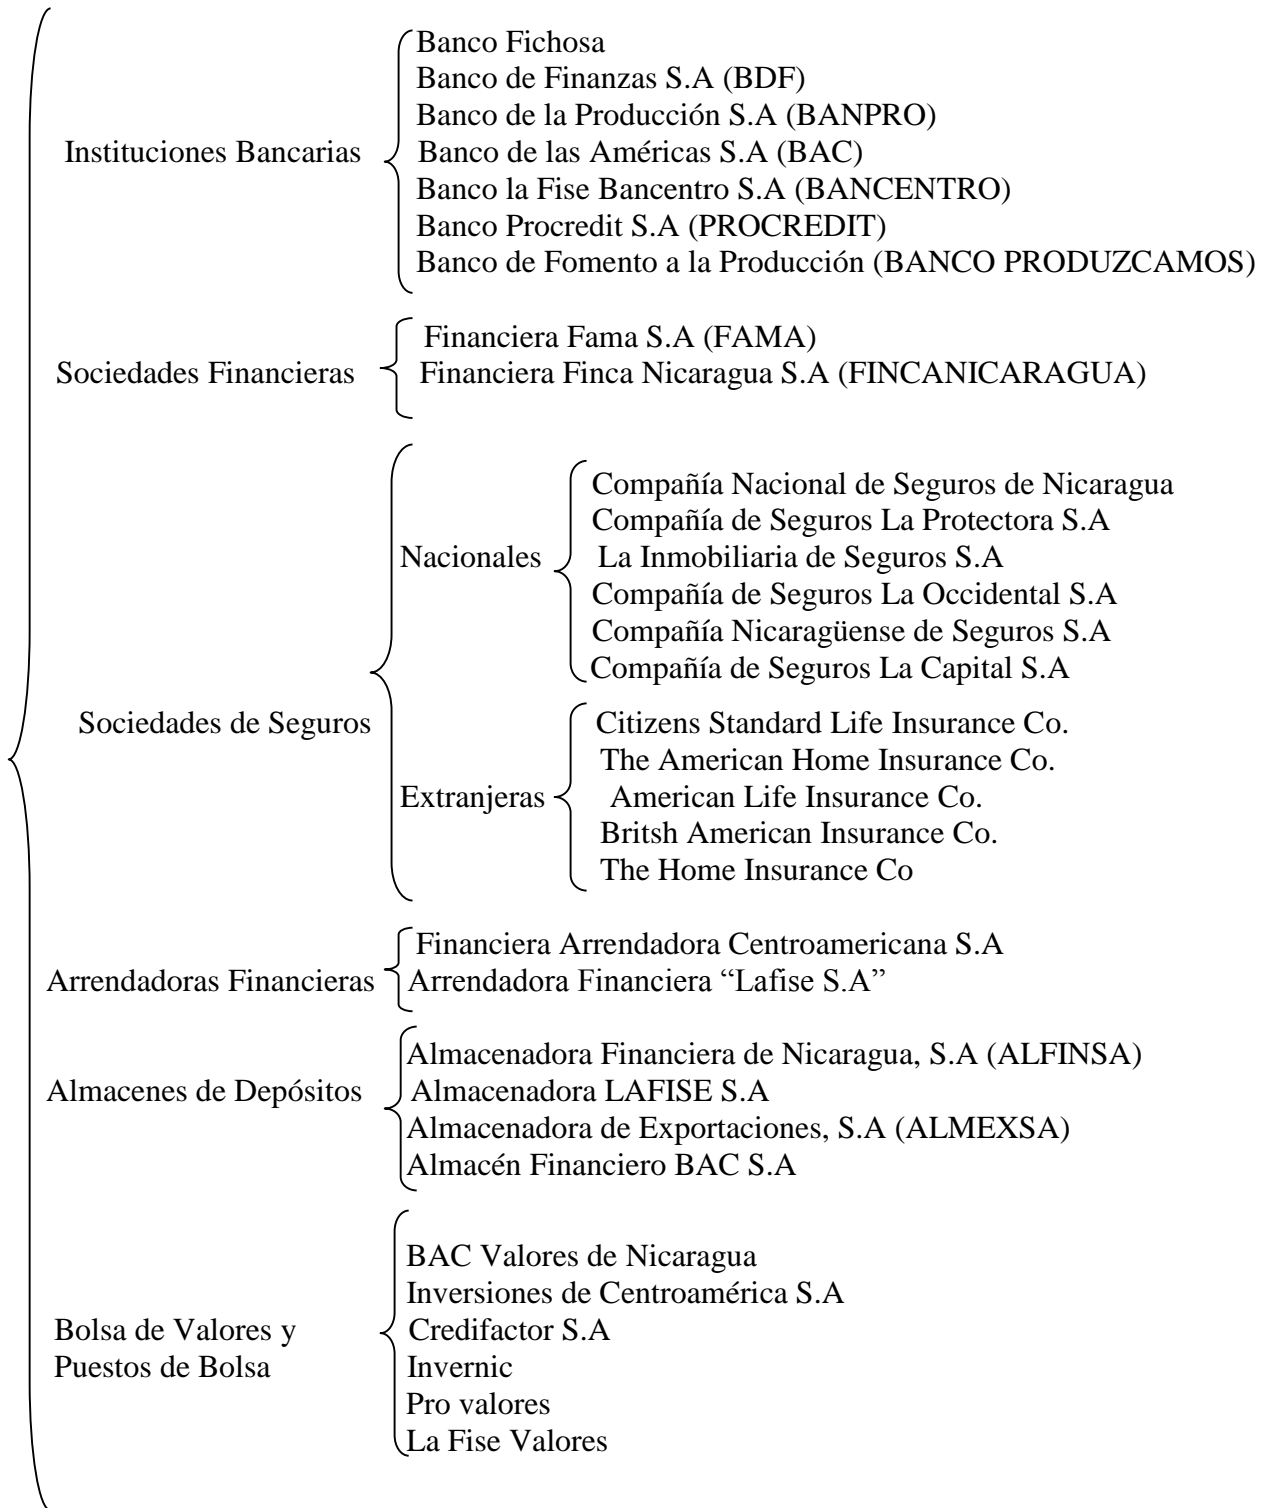 Instituciones Bancarias
Banco Fichosa
Banco de Finanzas S.A (BDF)
Banco de la Producción S.A (BANPRO)
Banco de las Américas S.A (BAC)
Banco la Fise Bancentro S.A (BANCENTRO)
Banco Procredit S.A (PROCREDIT)
Banco de Fomento a la Producción (BANCO PRODUZCAMOS)
Sociedades Financieras
Financiera Fama S.A (FAMA)
Financiera Finca Nicaragua S.A (FINCANICARAGUA)
Sociedades de Seguros
Nacionales
Compañía Nacional de Seguros de Nicaragua
Compañía de Seguros La Protectora S.A
La Inmobiliaria de Seguros S.A
Compañía de Seguros La Occidental S.A
Compañía Nicaragüense de Seguros S.A
Compañía de Seguros La Capital S.A
Extranjeras
Citizens Standard Life Insurance Co.
The American Home Insurance Co.
American Life Insurance Co.
Britsh American Insurance Co.
The Home Insurance Co
Arrendadoras Financieras
Financiera Arrendadora Centroamericana S.A
Arrendadora Financiera “Lafise S.A”
Almacenes de Depósitos
Almacenadora Financiera de Nicaragua, S.A (ALFINSA)
Almacenadora LAFISE S.A
Almacenadora de Exportaciones, S.A (ALMEXSA)
Almacén Financiero BAC S.A
Bolsa de Valores y
Puestos de Bolsa
BAC Valores de Nicaragua
Inversiones de Centroamérica S.A
Credifactor S.A
Invernic
Pro valores
La Fise Valores